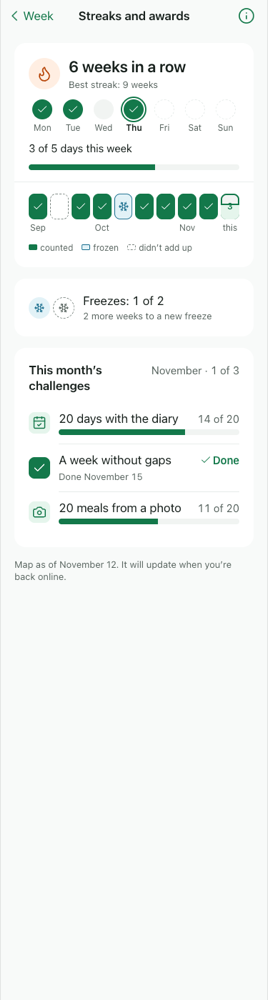 Week
Streaks and awards
6 weeks in a row
Best streak: 9 weeks
Mon Tue Wed Thu Fri Sat Sun
3 of 5 days this week
3
Sep Oct Nov this
counted frozen didn't add up
Freezes: 1 of 2
2 more weeks to a new freeze
This month's
challenges
November · 1 of 3
20 days with the diary 14 of 20
A week without gaps Done
Done November 15
20 meals from a photo 11 of 20
Map as of November 12. It will update when you're
back online.